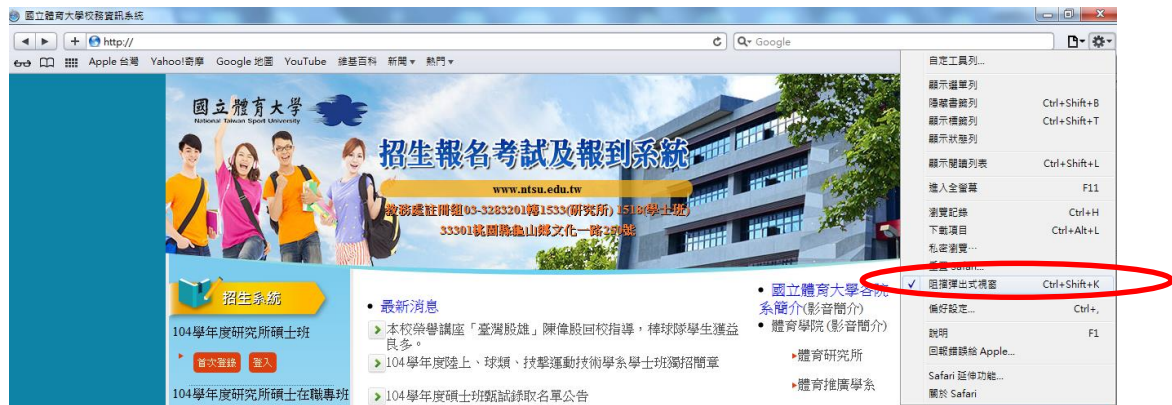 國立體育大學校務資訊系統
http://
Google
Apple 台灣 Yahoo!奇摩 Google 地圖 YouTube 維基百科 新聞 熱門
國立體育大學
National Taiwan Sport University
招生報名考試及報到系統
www.ntsu.edu.tw
教務處註冊組03-3283201轉1533(研究所) 1518(學士班)
33301桃園縣龜山鄉文化一路250號
招生系統
104學年度研究所碩士班
首次登錄 登入
104學年度研究所碩士在職專班
最新消息
本校榮譽講座「臺灣殷雄」陳偉殷回校指導，棒球隊學生獲益
良多。
104學年度陸上、球類、技擊運動技術學系學士班獨招簡章
104學年度碩士班甄試錄取名單公告
國立體育大學各院
系簡介(影音簡介)
體育學院(影音簡介)
體育研究所
體育推廣學系
自定工具列...
顯示選單列
隱藏書籤列 Ctrl+Shift+B
顯示標籤列 Ctrl+Shift+T
顯示狀態列
顯示閱讀列表 Ctrl+Shift+L
進入全螢幕 F11
瀏覽記錄 Ctrl+H
下載項目 Ctrl+Alt+L
私密瀏覽…
重置 Safari...
阻擋彈出式視窗 Ctrl+Shift+K
偏好設定... Ctrl+,
說明 F1
回報錯誤給 Apple...
Safari 延伸功能...
關於 Safari